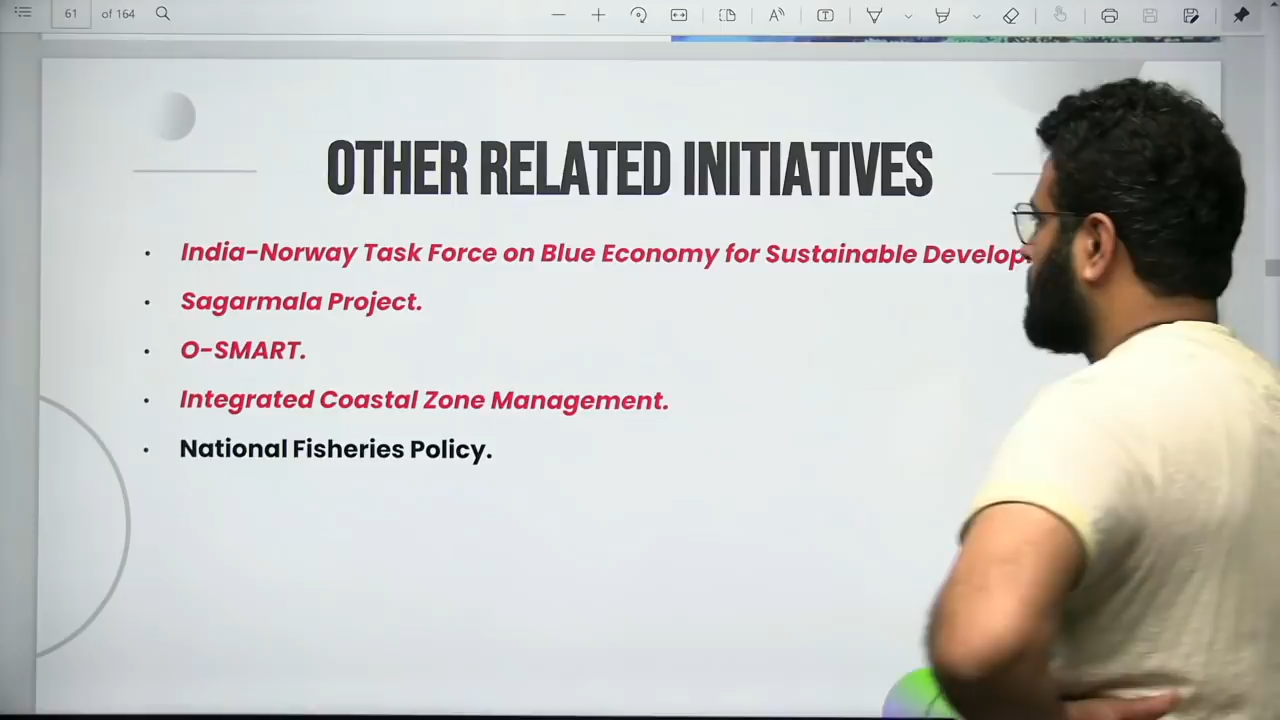 61 of 164
OTHER RELATED INITIATIVES
• India-Norway Task Force on Blue Economy for Sustainable
• Sagarmala Project.
• O-SMART.
• Integrated Coastal Zone Management.
• National Fisheries Policy.